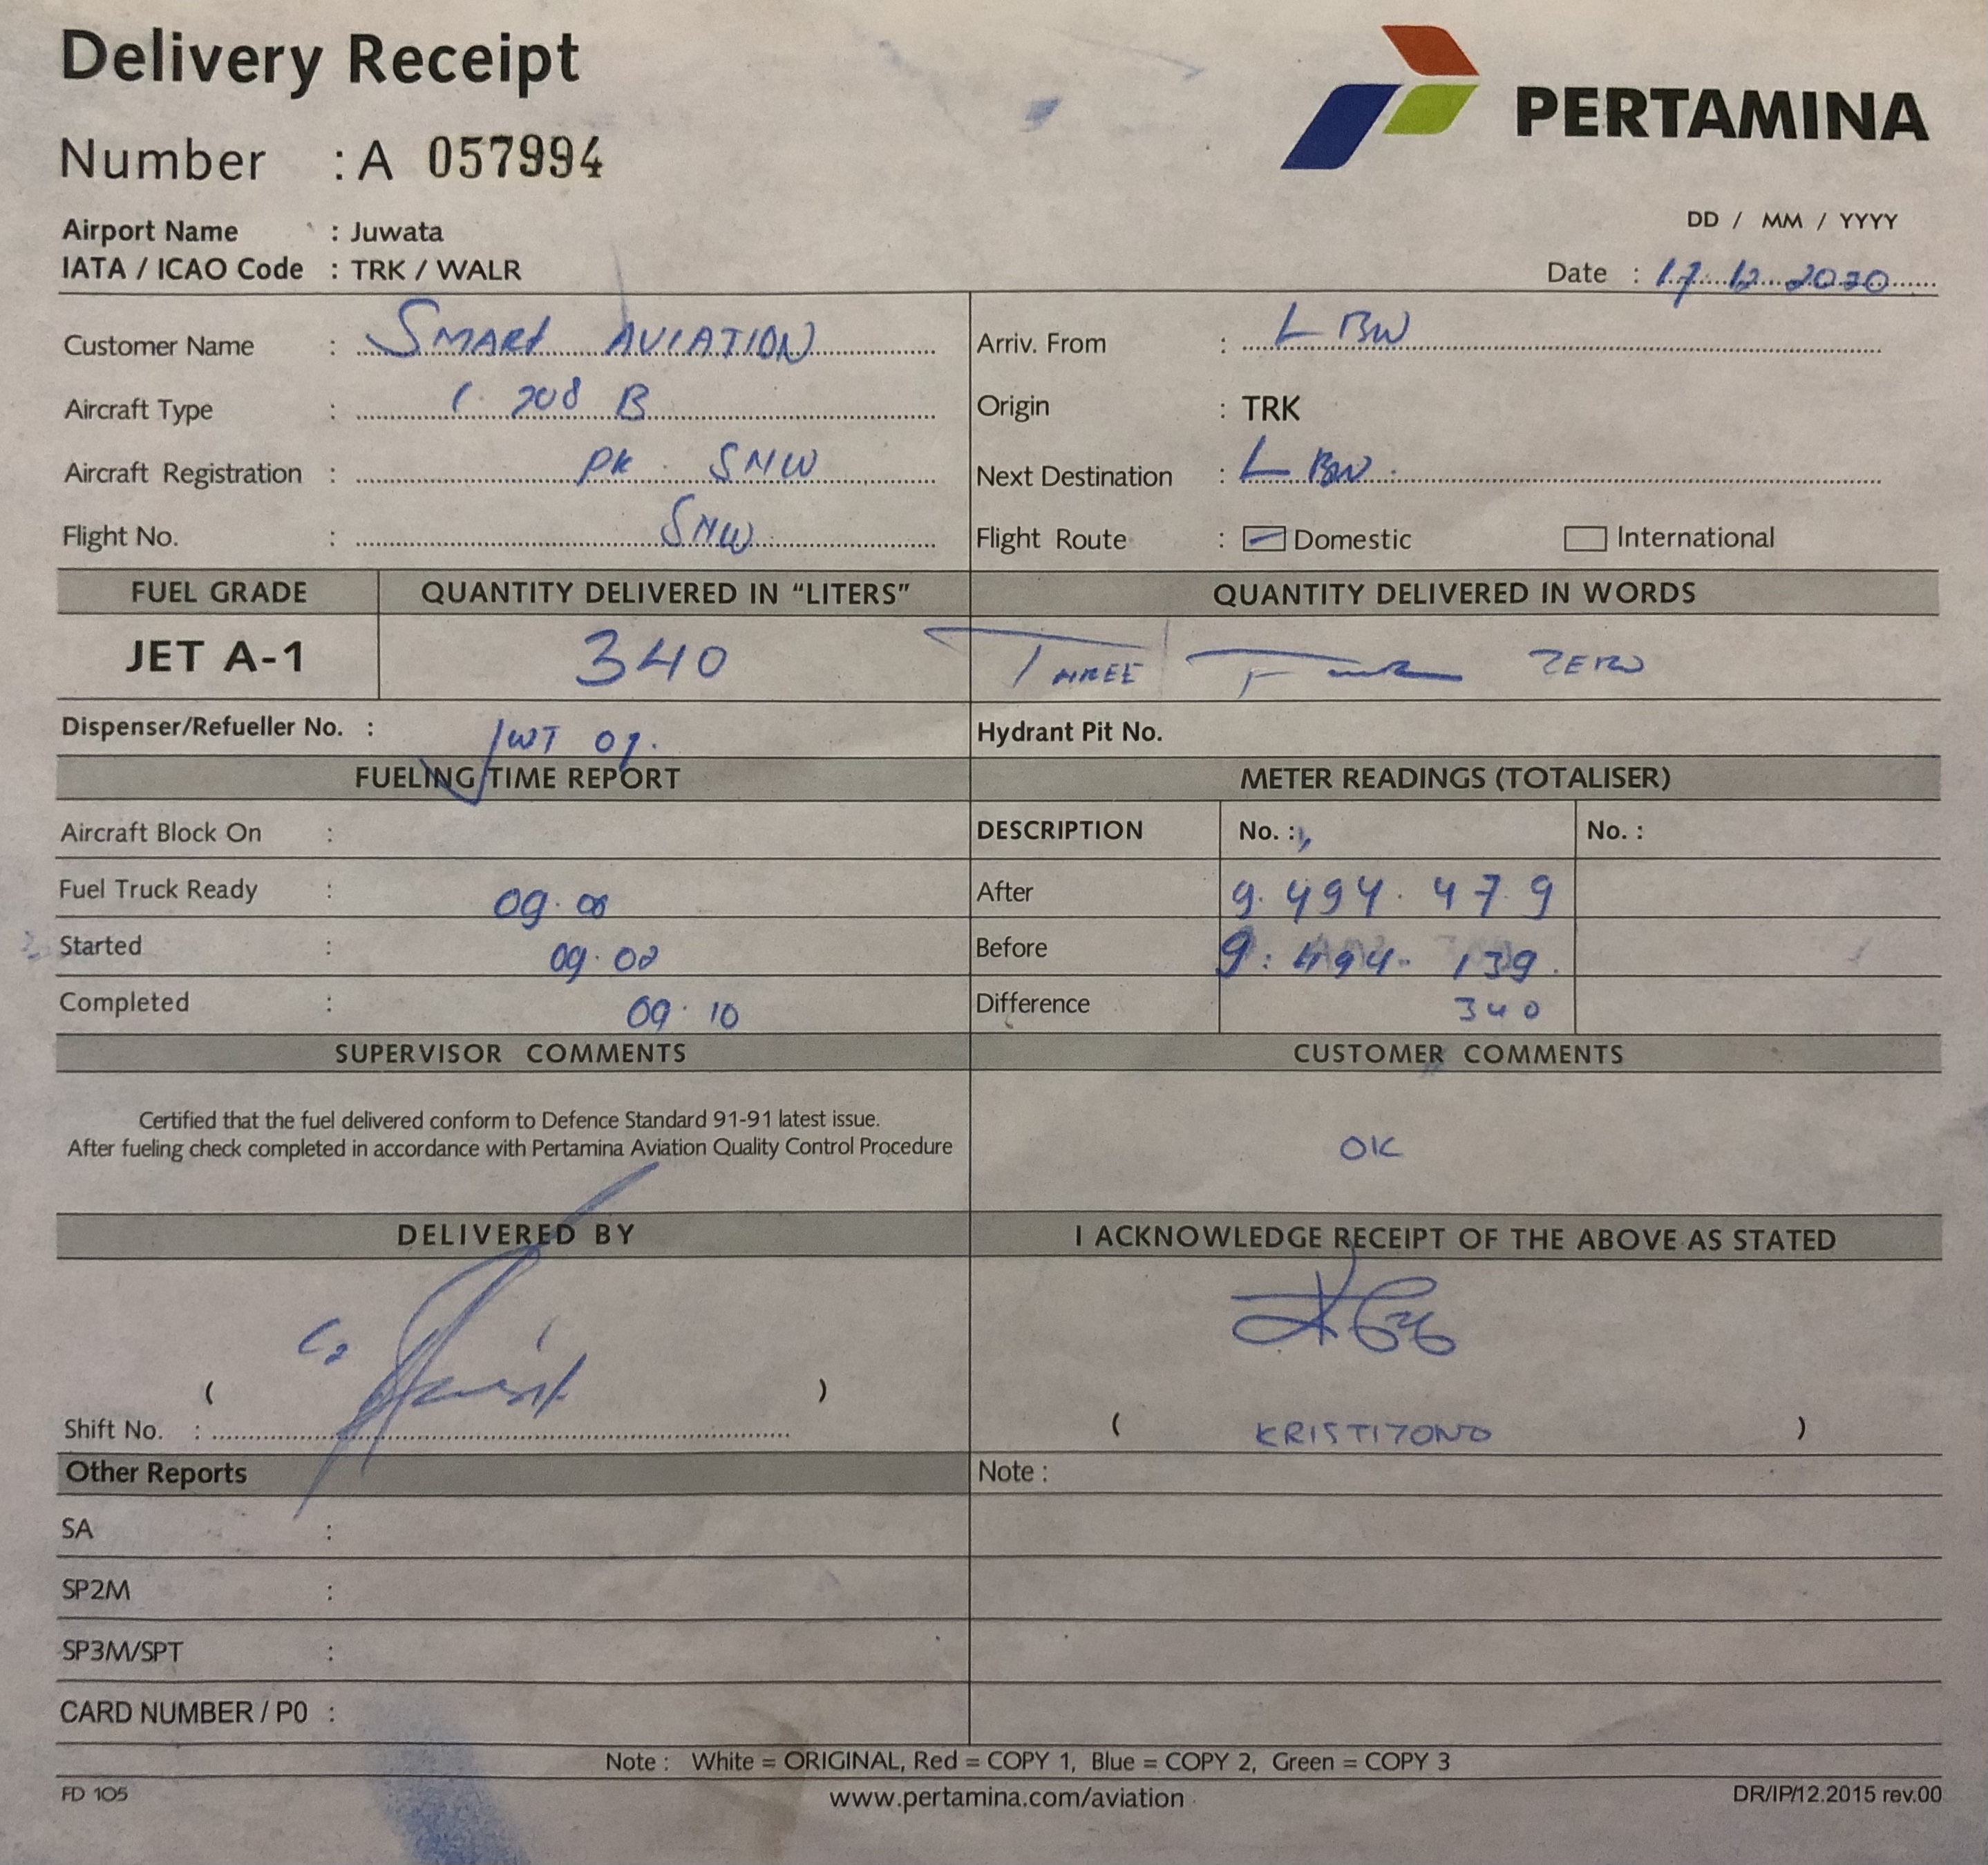 Delivery Receipt
PERTAMINA
Number : A 057994
Airport Name : Juwata
DD / MM / YYYY
IATA / ICAO Code : TRK / WALR
Date : 17 12 2020
Customer Name : SMART AVIATION
Arriv. From : LBW
Aircraft Type : C 208 B
Origin : TRK
Aircraft Registration : PK. SNW
Next Destination : LBW.
Flight No. : SNW
Flight Route : Domestic International
FUEL GRADE QUANTITY DELIVERED IN “LITERS” QUANTITY DELIVERED IN WORDS
JET A-1 340 THREE FOUR ZERO
Dispenser/Refueller No. : 
Hydrant Pit No.
FUELING TIME REPORT METER READINGS (TOTALISER)
Aircraft Block On :
DESCRIPTION No. : No. :
Fuel Truck Ready : 09.00
After 9.494.479
Started :
Before 9.494.139.
Completed : 09.10
Difference 340
SUPERVISOR COMMENTS CUSTOMER COMMENTS
Certified that the fuel delivered conform to Defence Standard 91-91 latest issue.
After fueling check completed in accordance with Pertamina Aviation Quality Control Procedure
OK
DELIVERED BY I ACKNOWLEDGE RECEIPT OF THE ABOVE AS STATED
( )
Shift No. :
( KRISTIYONO )
Other Reports Note :
SA :
SP2M :
SP3M/SPT :
CARD NUMBER / P0 :
Note : White = ORIGINAL, Red = COPY 1, Blue = COPY 2, Green = COPY 3
FD 105 www.pertamina.com/aviation DR/IP/12.2015 rev.00